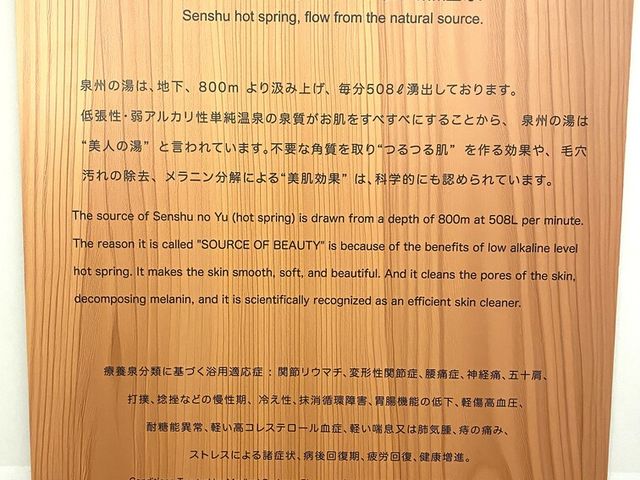 Senshu hot spring, flow from the natural source.
泉州の湯は、地下、800m より汲み上げ、毎分508ℓ湧出しております。
低張性・弱アルカリ性単純温泉の泉質がお肌をすべすべにすることから、泉州の湯は
“美人の湯” と言われています。不要な角質を取り“つるつる肌” を作る効果や、毛穴
汚れの除去、メラニン分解による“美肌効果” は、科学的にも認められています。
The source of Senshu no Yu (hot spring) is drawn from a depth of 800m at 508L per minute.
The reason it is called "SOURCE OF BEAUTY" is because of the benefits of low alkaline level
hot spring. It makes the skin smooth, soft, and beautiful. And it cleans the pores of the skin,
decomposing melanin, and it is scientifically recognized as an efficient skin cleaner.
療養泉分類に基づく浴用適応症 : 関節リウマチ、変形性関節症、腰痛症、神経痛、五十肩、
打撲、捻挫などの慢性期、冷え性、抹消循環障害、胃腸機能の低下、軽傷高血圧、
耐糖能異常、軽い高コレステロール血症、軽い喘息又は肺気腫、痔の痛み、
ストレスによる諸症状、病後回復期、疲労回復、健康増進。